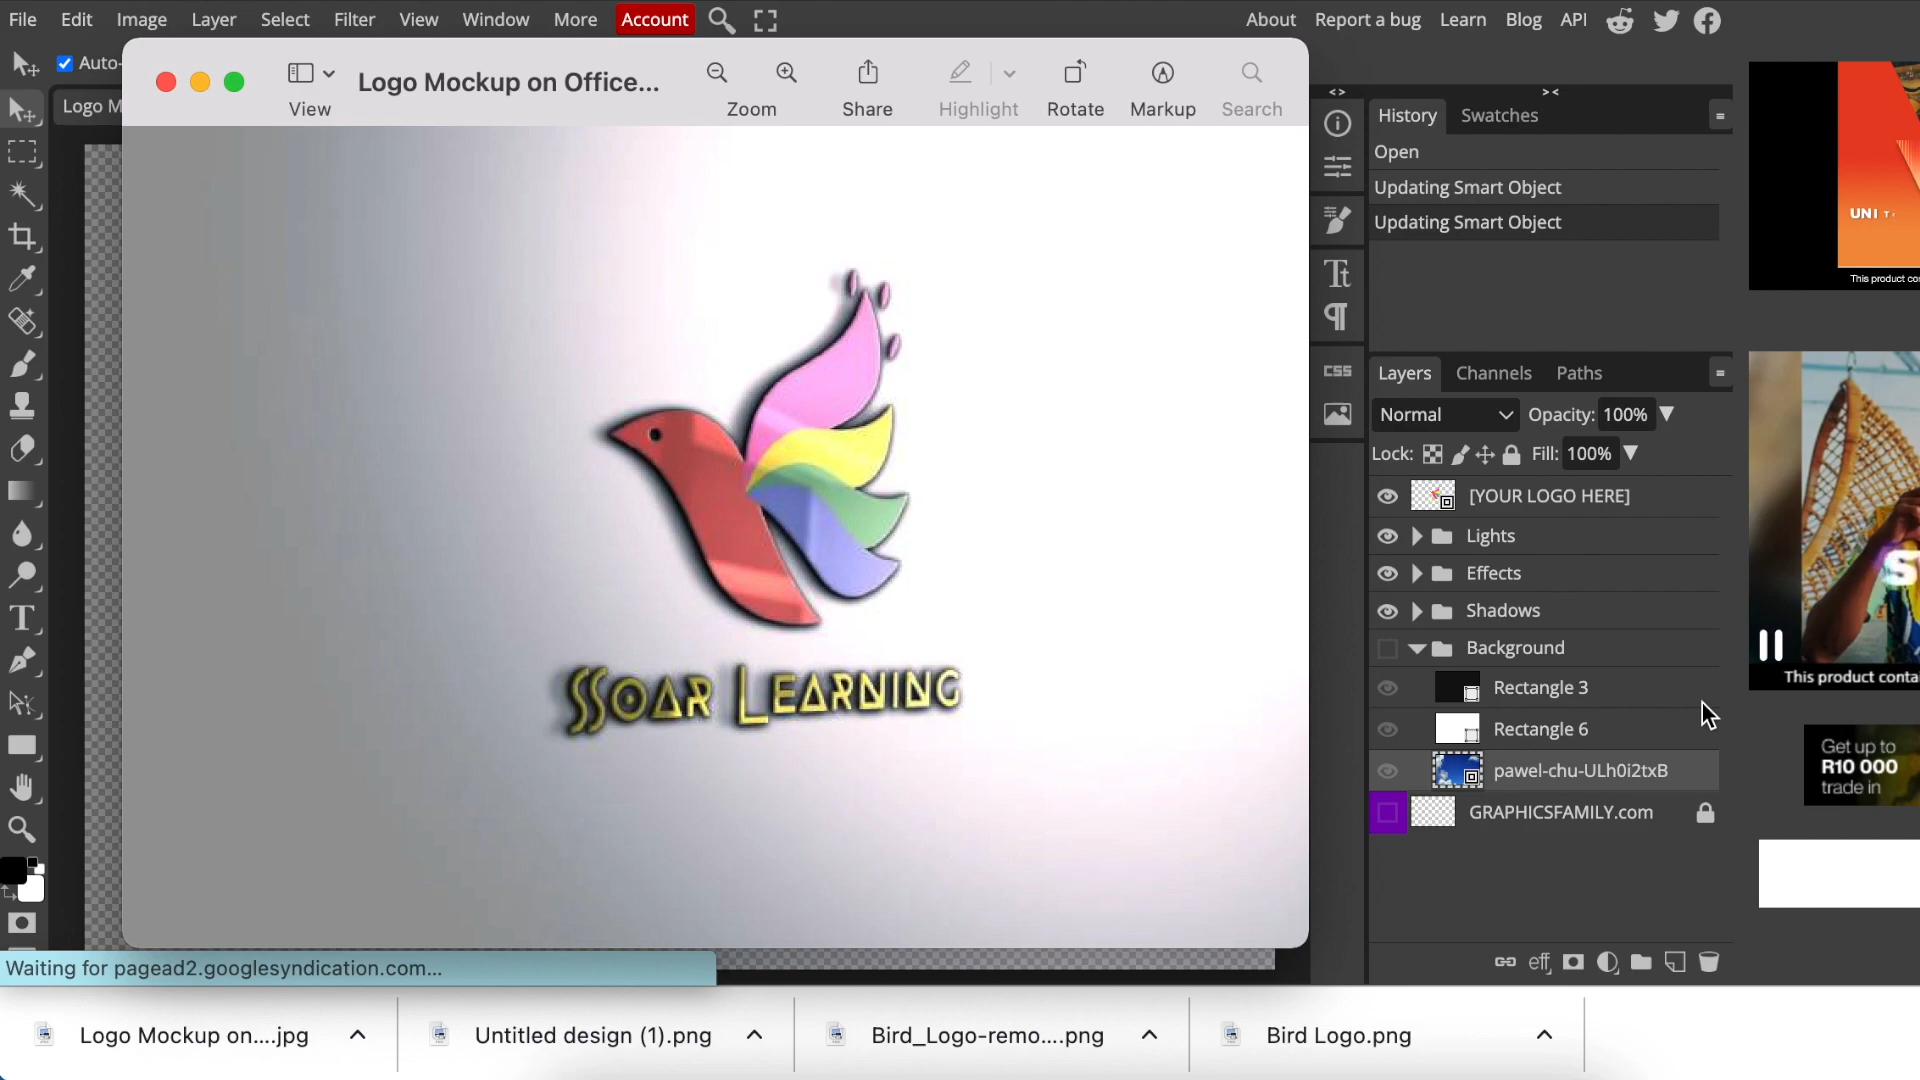 File Edit Image Layer Select Filter View Window More Account About Report a bug Learn Blog API
Auto-
Logo Mockup on Office...
View Zoom Share Highlight Rotate Markup Search
Logo M
History Swatches
Open
Updating Smart Object
Updating Smart Object
Layers Channels Paths
Normal Opacity: 100%
Lock: Fill: 100%
[YOUR LOGO HERE]
Lights
Effects
Shadows
Background
Rectangle 3
Rectangle 6
pawel-chu-ULh0i2txB
GRAPHICSFAMILY.com
CSS
eff
SSOAR LEARNING
This product conta
Get up to
R10 000
trade in
Waiting for pagead2.googlesyndication.com...
Logo Mockup on....jpg Untitled design (1).png Bird_Logo-remo....png Bird Logo.png